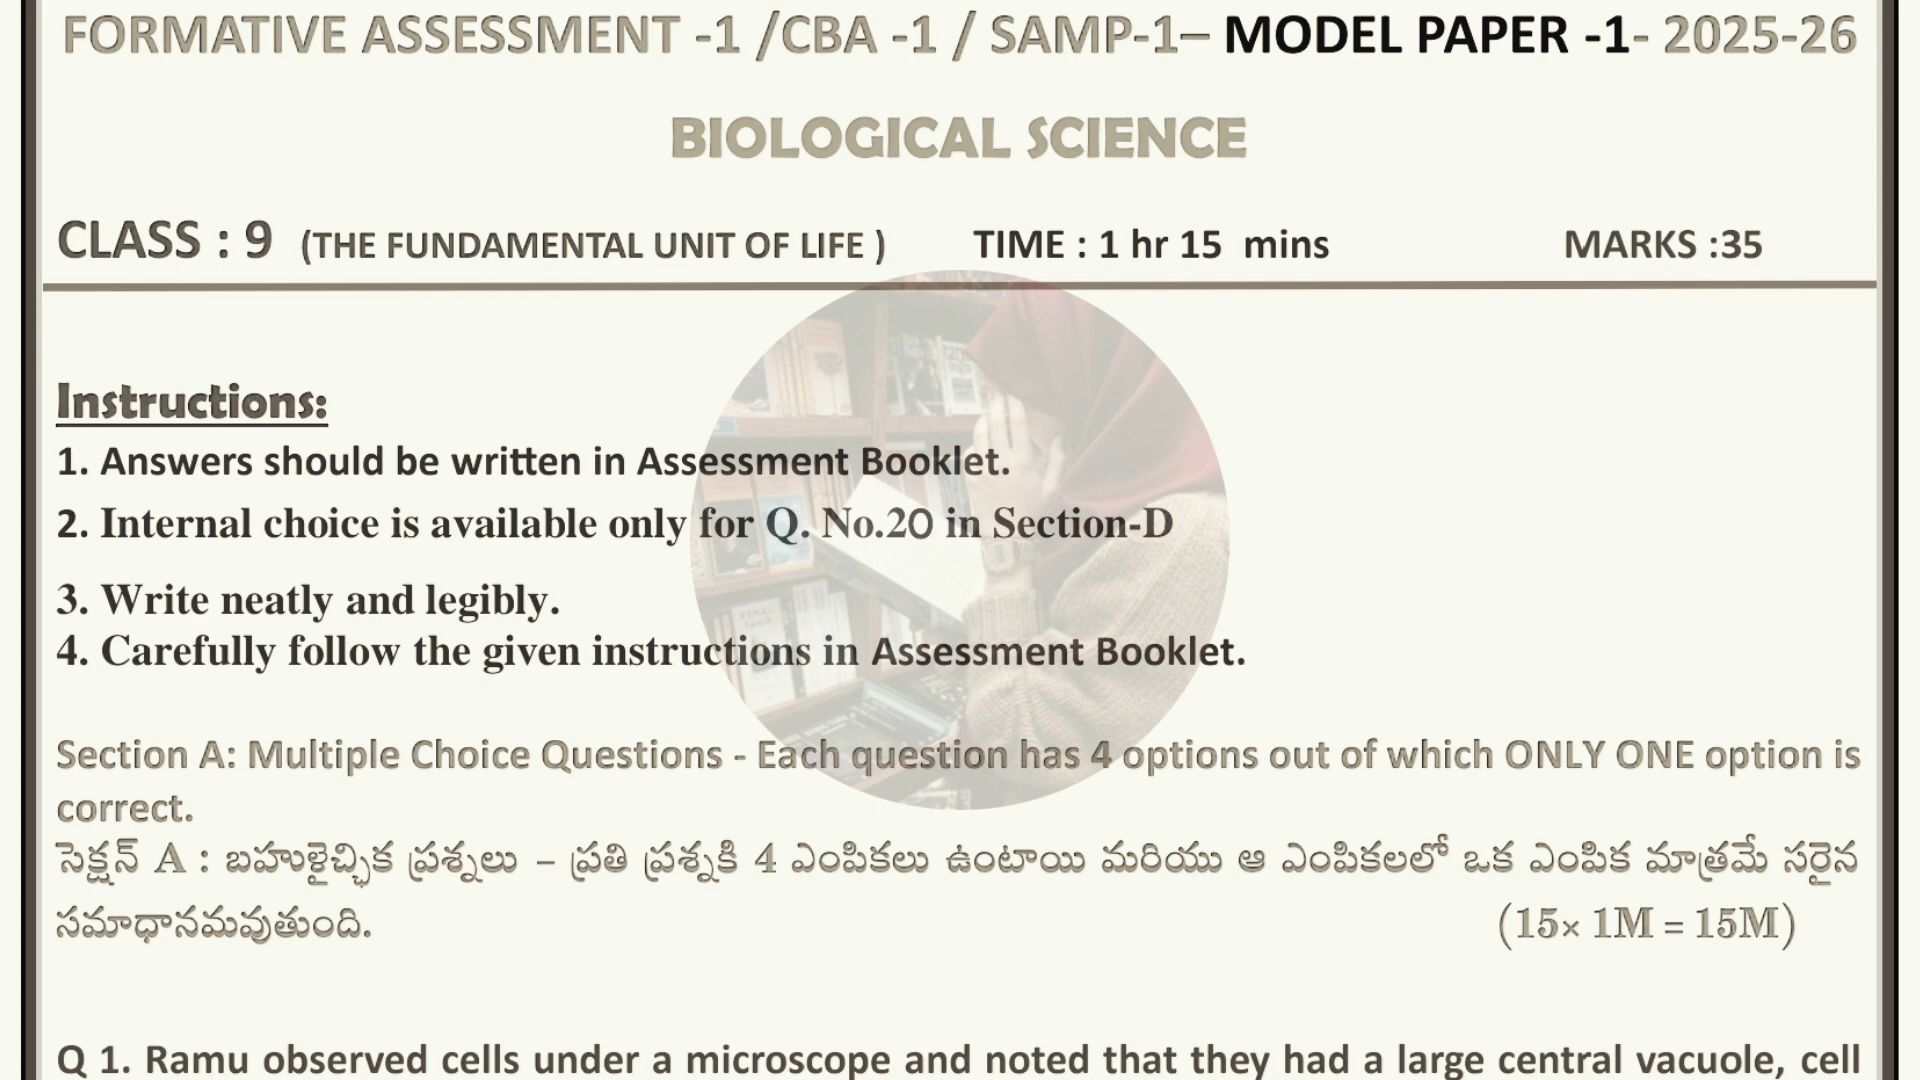 FORMATIVE ASSESSMENT -1 /CBA -1 / SAMP-1– MODEL PAPER -1- 2025-26
BIOLOGICAL SCIENCE
CLASS : 9 (THE FUNDAMENTAL UNIT OF LIFE ) TIME : 1 hr 15 mins MARKS :35
Instructions:
1. Answers should be written in Assessment Booklet.
2. Internal choice is available only for Q. No.20 in Section-D
3. Write neatly and legibly.
4. Carefully follow the given instructions in Assessment Booklet.
Section A: Multiple Choice Questions - Each question has 4 options out of which ONLY ONE option is
correct.
సెక్షన్ A : బహుళైచ్ఛిక ప్రశ్నలు – ప్రతి ప్రశ్నకి 4 ఎంపికలు ఉంటాయి మరియు ఆ ఎంపికలలో ఒక ఎంపిక మాత్రమే సరైన
సమాధానమవుతుంది. (15× 1M = 15M)
Q 1. Ramu observed cells under a microscope and noted that they had a large central vacuole, cell